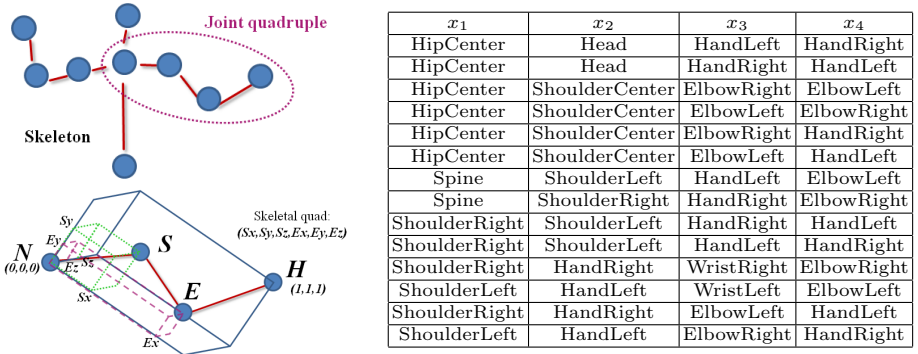 Joint quadruple
Skeleton
Skeletal quad:
(Sx,Sy,Sz,Ex,Ey,Ez)
Sy
Ey
N
S
(0,0,0)
Ez
Sz
H
(1,1,1)
Sx
E
Ex
x1 x2 x3 x4
HipCenter Head HandLeft HandRight
HipCenter Head HandRight HandLeft
HipCenter ShoulderCenter ElbowRight ElbowLeft
HipCenter ShoulderCenter ElbowLeft ElbowRight
HipCenter ShoulderCenter ElbowRight HandRight
HipCenter ShoulderCenter ElbowLeft HandLeft
Spine ShoulderLeft HandLeft ElbowLeft
Spine ShoulderRight HandRight ElbowRight
ShoulderRight ShoulderLeft HandRight HandLeft
ShoulderRight ShoulderLeft HandLeft HandRight
ShoulderRight HandRight WristRight ElbowRight
ShoulderLeft HandLeft WristLeft ElbowLeft
ShoulderRight HandRight ElbowLeft HandLeft
ShoulderLeft HandLeft ElbowRight HandRight